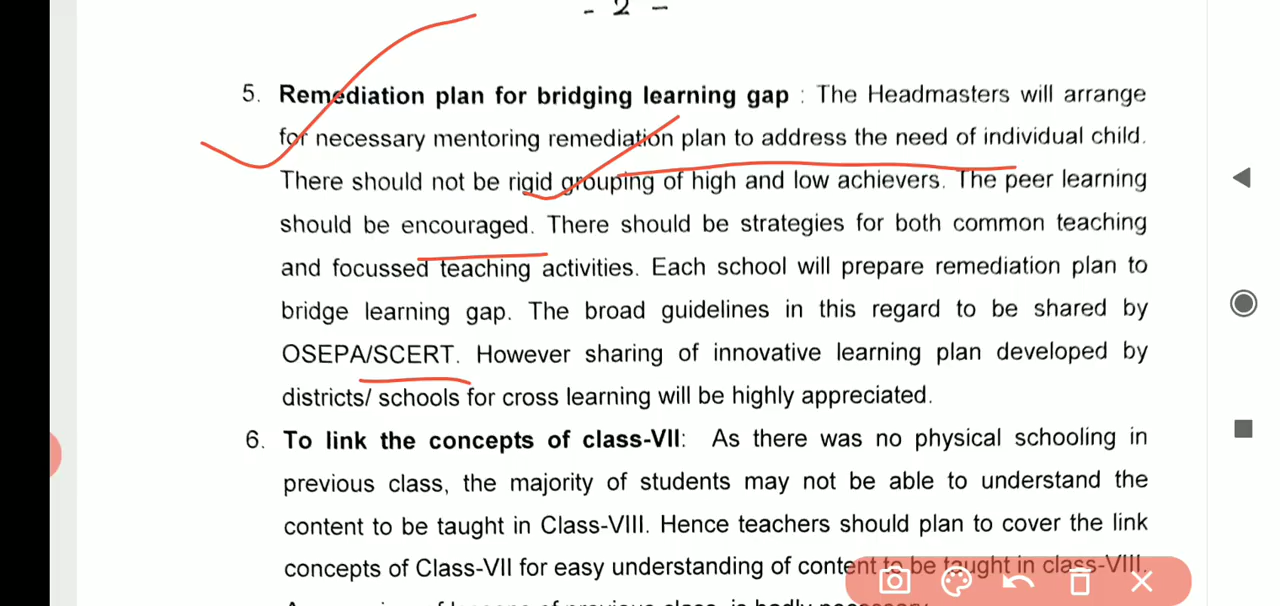 - 2 -
5. Remediation plan for bridging learning gap : The Headmasters will arrange
for necessary mentoring remediation plan to address the need of individual child.
There should not be rigid grouping of high and low achievers. The peer learning
should be encouraged. There should be strategies for both common teaching
and focussed teaching activities. Each school will prepare remediation plan to
bridge learning gap. The broad guidelines in this regard to be shared by
OSEPA/SCERT. However sharing of innovative learning plan developed by
districts/ schools for cross learning will be highly appreciated.
6. To link the concepts of class-VII: As there was no physical schooling in
previous class, the majority of students may not be able to understand the
content to be taught in Class-VIII. Hence teachers should plan to cover the link
concepts of Class-VII for easy understanding of content to be taught in class-VIII.
of previous class is badly